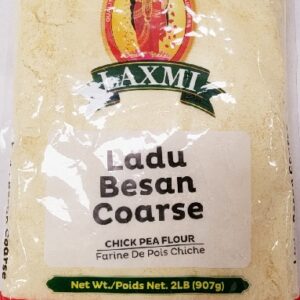 LAXMI
Ladu
Besan
Coarse
CHICK PEA FLOUR
Farine De Pois Chiche
Net Wt./Poids Net. 2LB (907g)